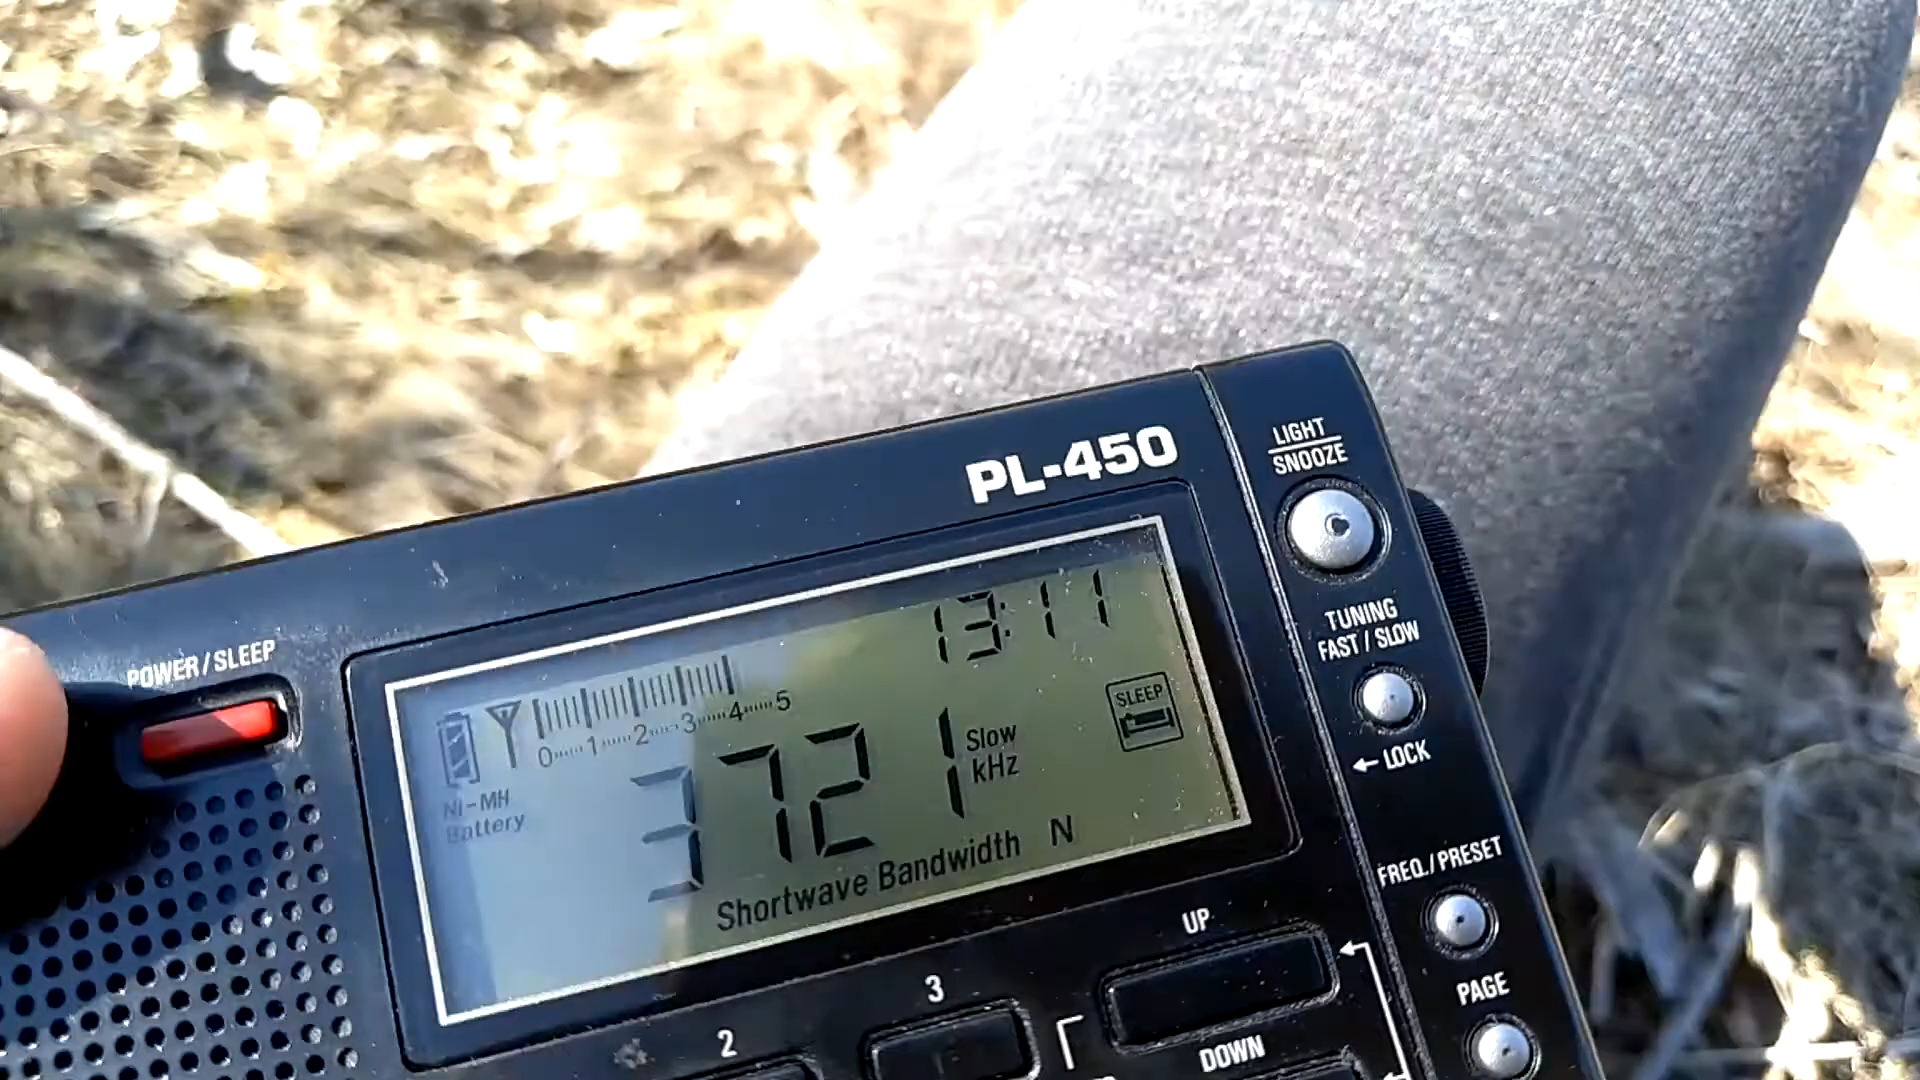 PL-450
LIGHT
SNOOZE
TUNING
FAST / SLOW
LOCK
POWER/SLEEP
13:11
0 1 2 3 4 5
SLEEP
3721
Slow
kHz
Ni-MH
Battery
Shortwave Bandwidth N
FREQ./PRESET
UP
PAGE
3
2
DOWN